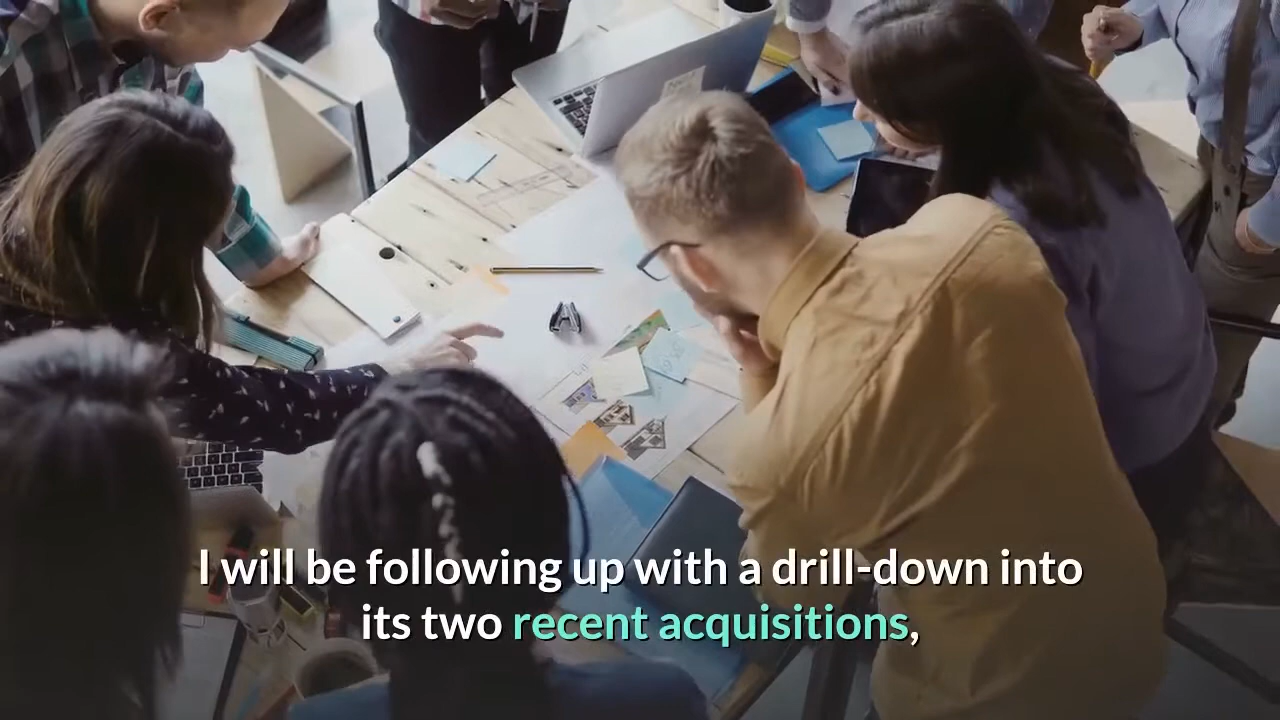 I will be following up with a drill-down into
its two recent acquisitions,